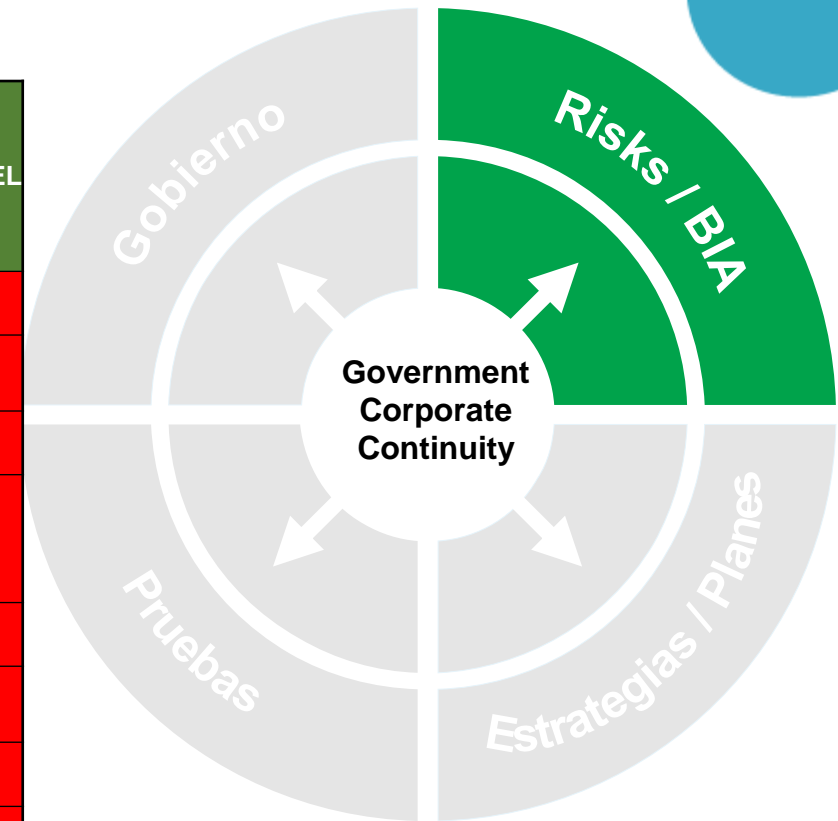 EL
Gobierno
Risks / BIA
Government
Corporate
Continuity
Pruebas
Estrategias / Planes